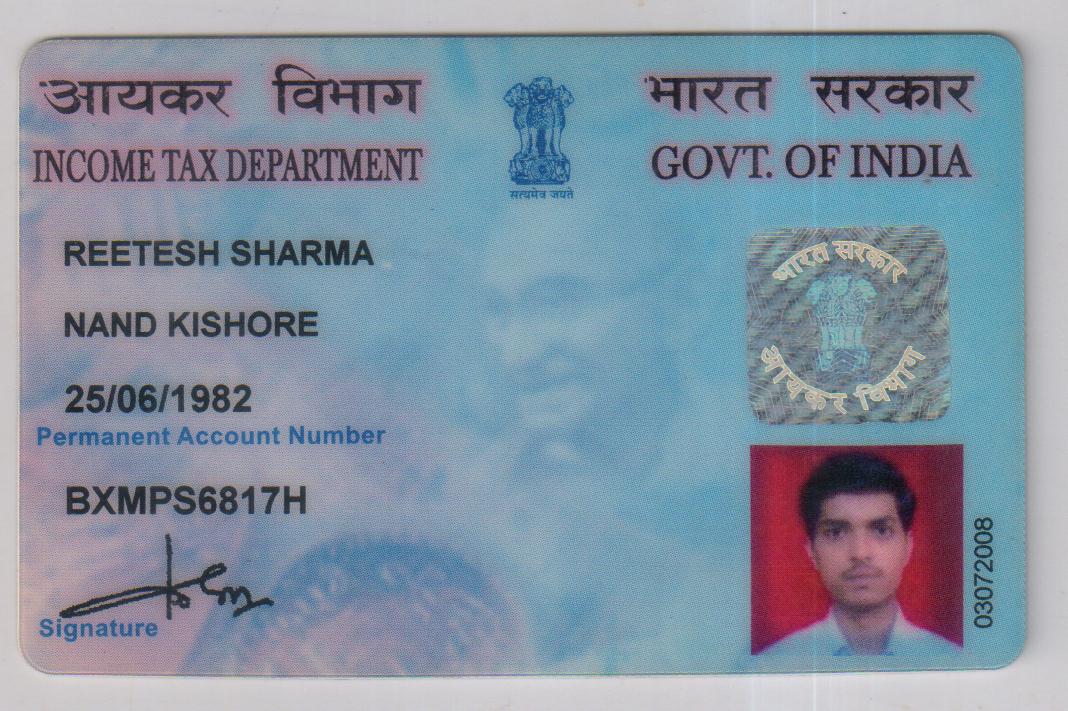 आयकर विभाग
INCOME TAX DEPARTMENT
सत्यमेव जयते
भारत सरकार
GOVT. OF INDIA
REETESH SHARMA
NAND KISHORE
25/06/1982
Permanent Account Number
BXMPS6817H
Signature
भारत सरकार
आयकर विभाग
03072008